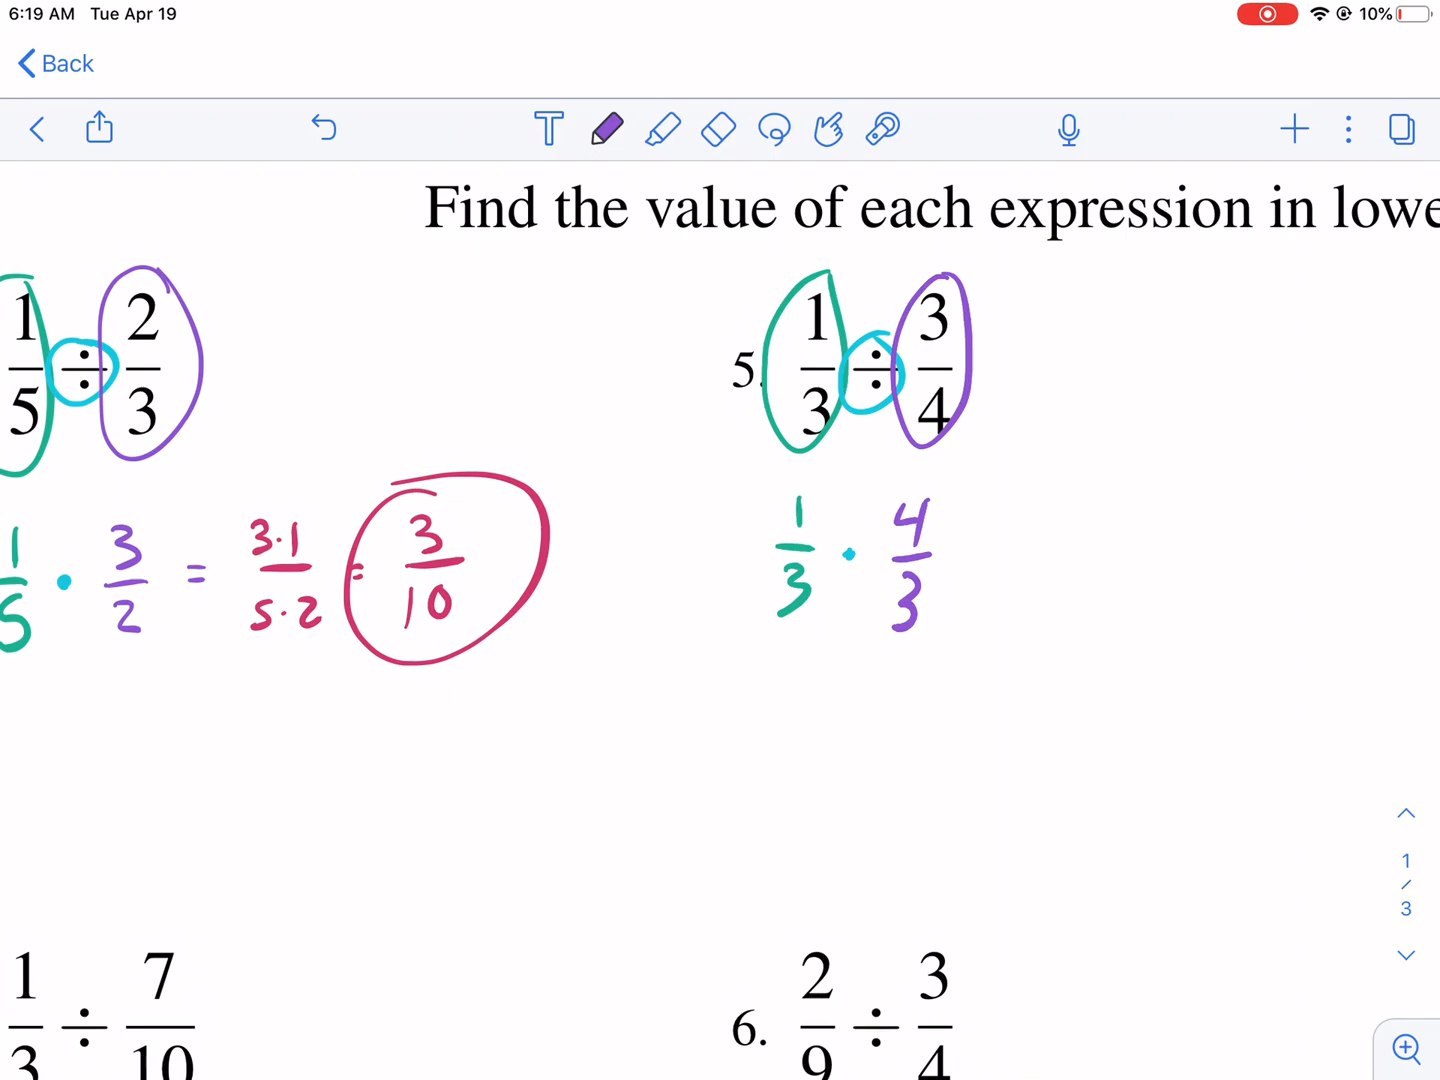 6:19 AM Tue Apr 19 10%
Back
Find the value of each expression in lowe
1/5 ÷ 2/3
5. 1/3 ÷ 3/4
1/5 · 3/2 = 3·1/5·2 = 3/10
1/3 · 4/3
1/3 ÷ 7/10
6. 2/9 ÷ 3/4
1
/
3